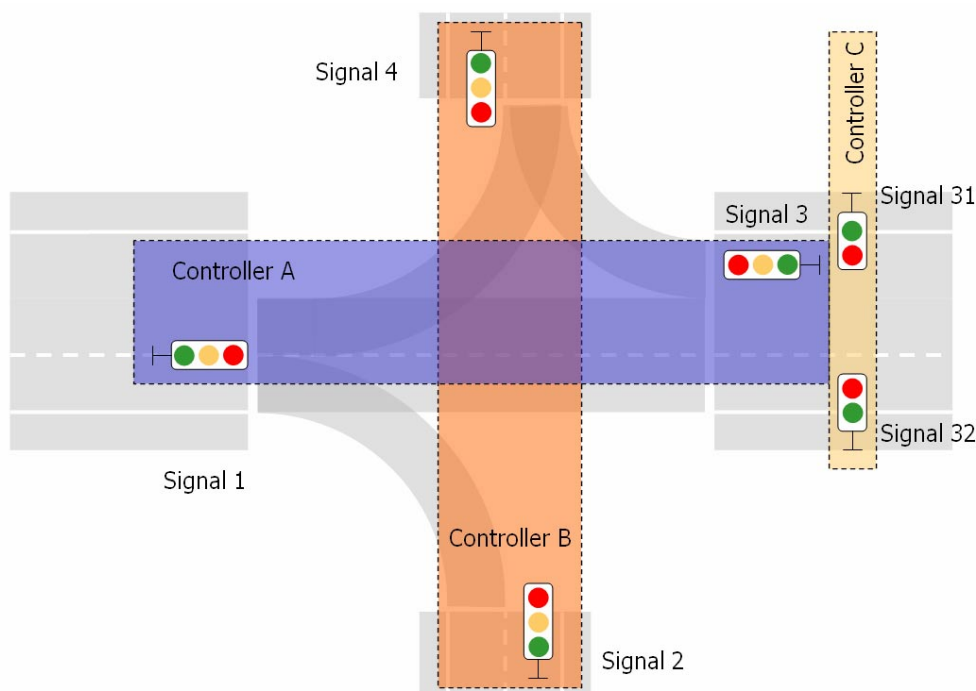 Signal 4
Controller C
Signal 31
Signal 3
Controller A
Signal 32
Signal 1
Controller B
Signal 2